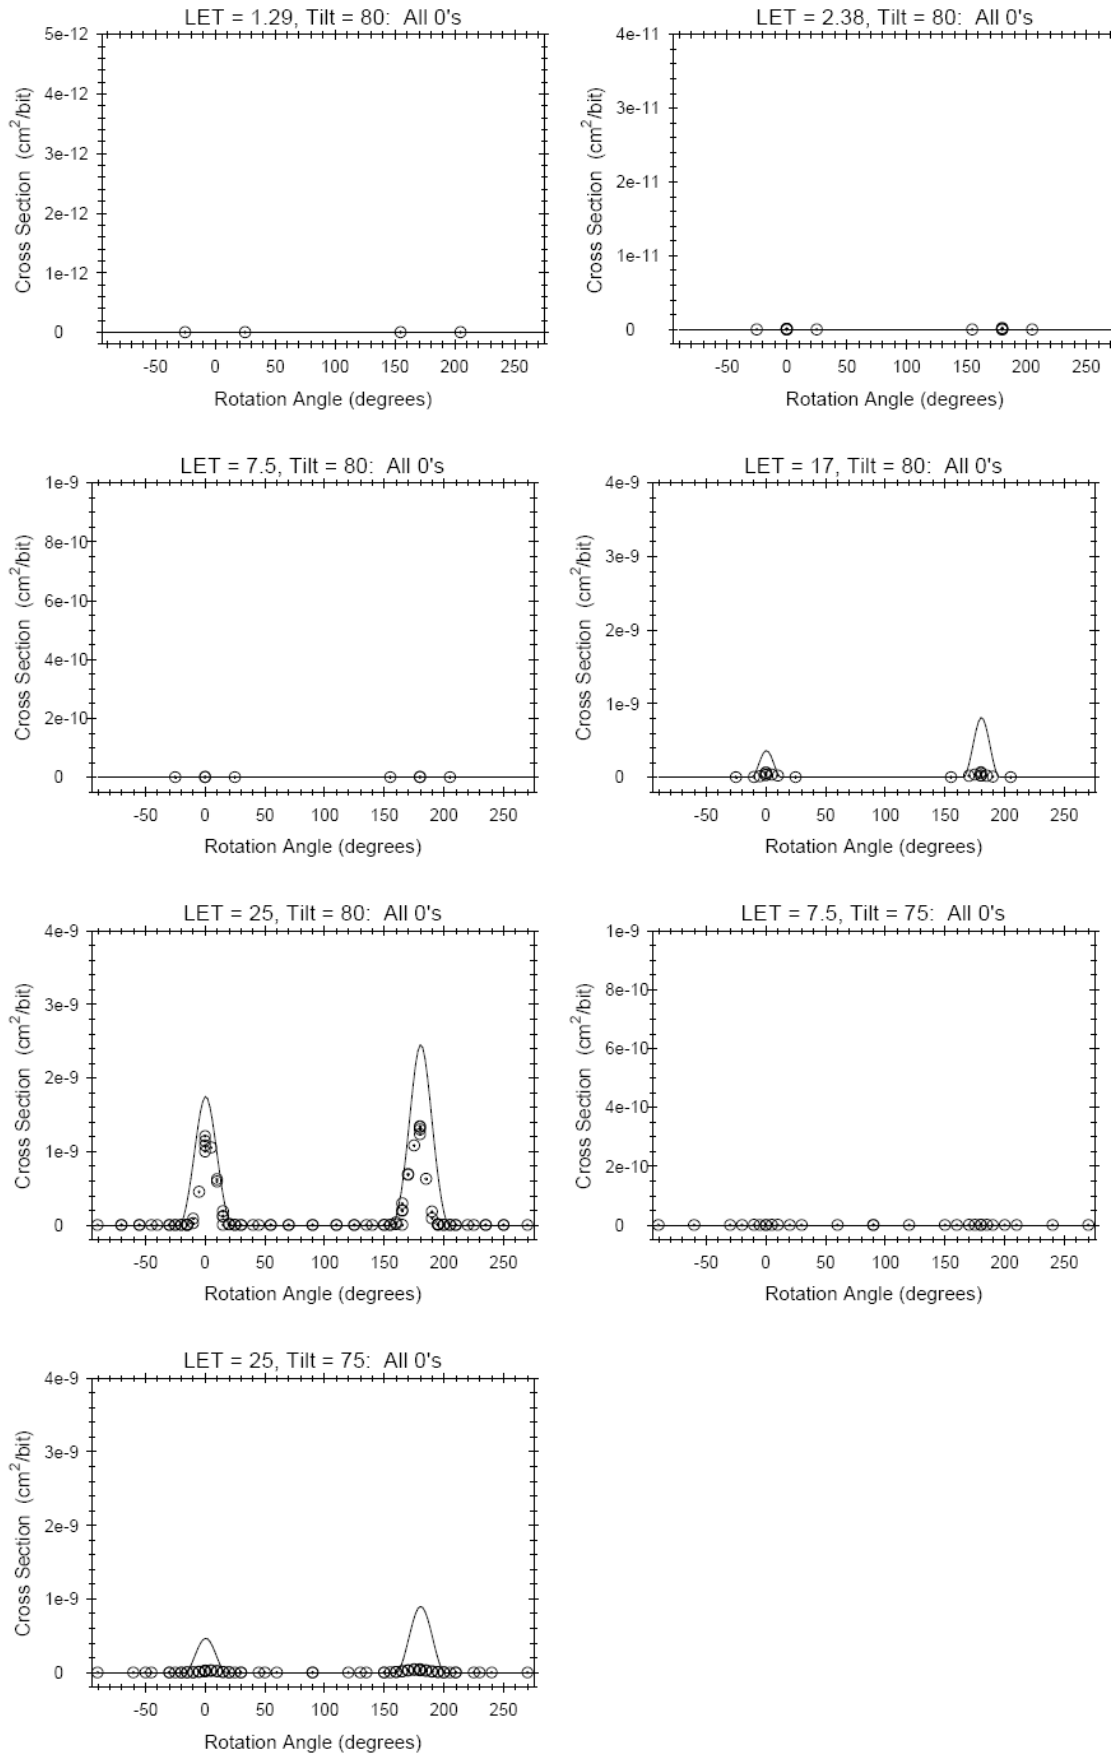 LET = 1.29, Tilt = 80:  All 0's
5e-12
4e-12
3e-12
2e-12
1e-12
0
Cross Section (cm²/bit)
-50 0 50 100 150 200 250
Rotation Angle (degrees)
LET = 2.38, Tilt = 80:  All 0's
4e-11
3e-11
2e-11
1e-11
0
Cross Section (cm²/bit)
-50 0 50 100 150 200 250
Rotation Angle (degrees)
LET = 7.5, Tilt = 80:  All 0's
1e-9
8e-10
6e-10
4e-10
2e-10
0
Cross Section (cm²/bit)
-50 0 50 100 150 200 250
Rotation Angle (degrees)
LET = 17, Tilt = 80:  All 0's
4e-9
3e-9
2e-9
1e-9
0
Cross Section (cm²/bit)
-50 0 50 100 150 200 250
Rotation Angle (degrees)
LET = 25, Tilt = 80:  All 0's
4e-9
3e-9
2e-9
1e-9
0
Cross Section (cm²/bit)
-50 0 50 100 150 200 250
Rotation Angle (degrees)
LET = 7.5, Tilt = 75:  All 0's
1e-9
8e-10
6e-10
4e-10
2e-10
0
Cross Section (cm²/bit)
-50 0 50 100 150 200 250
Rotation Angle (degrees)
LET = 25, Tilt = 75:  All 0's
4e-9
3e-9
2e-9
1e-9
0
Cross Section (cm²/bit)
-50 0 50 100 150 200 250
Rotation Angle (degrees)